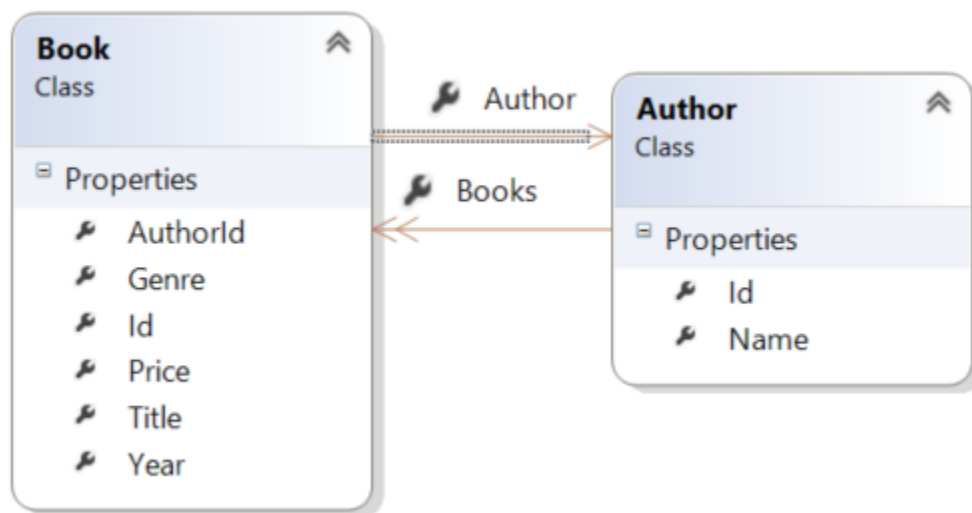 Book
Class
Properties
AuthorId
Genre
Id
Price
Title
Year
Author
Books
Author
Class
Properties
Id
Name